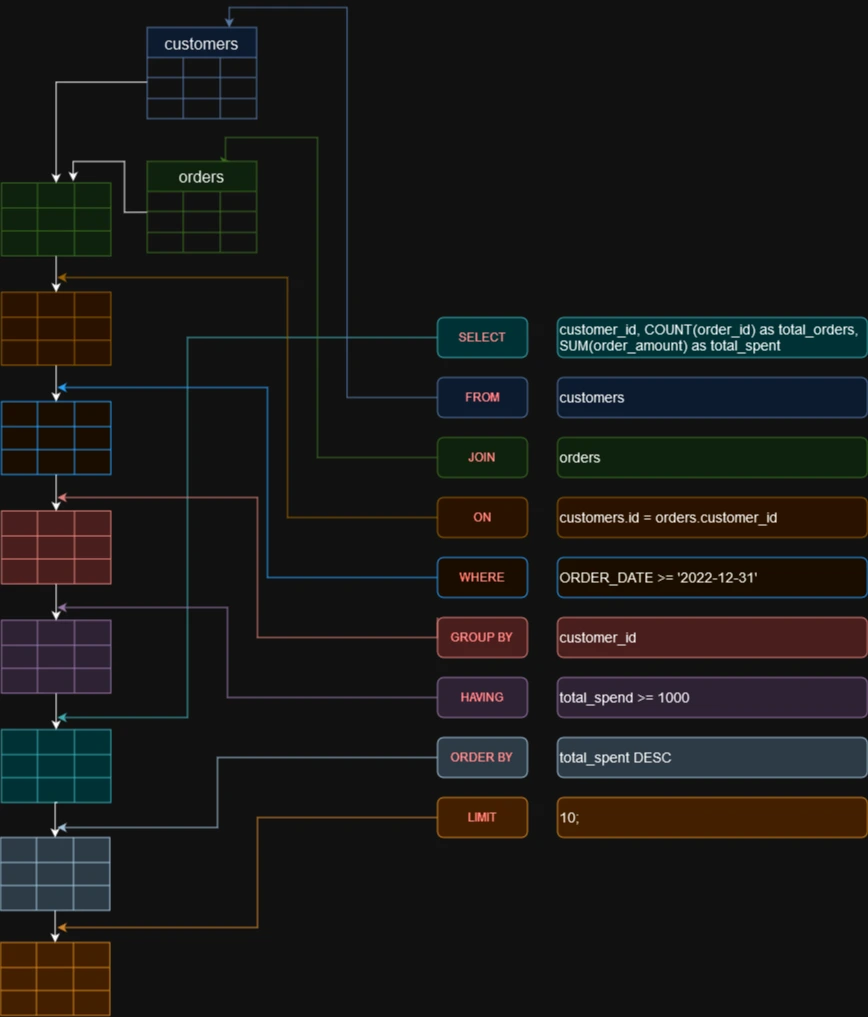 customers
orders
SELECT
customer_id, COUNT(order_id) as total_orders,
SUM(order_amount) as total_spent
FROM
customers
JOIN
orders
ON
customers.id = orders.customer_id
WHERE
ORDER_DATE >= '2022-12-31'
GROUP BY
customer_id
HAVING
total_spend >= 1000
ORDER BY
total_spent DESC
LIMIT
10;